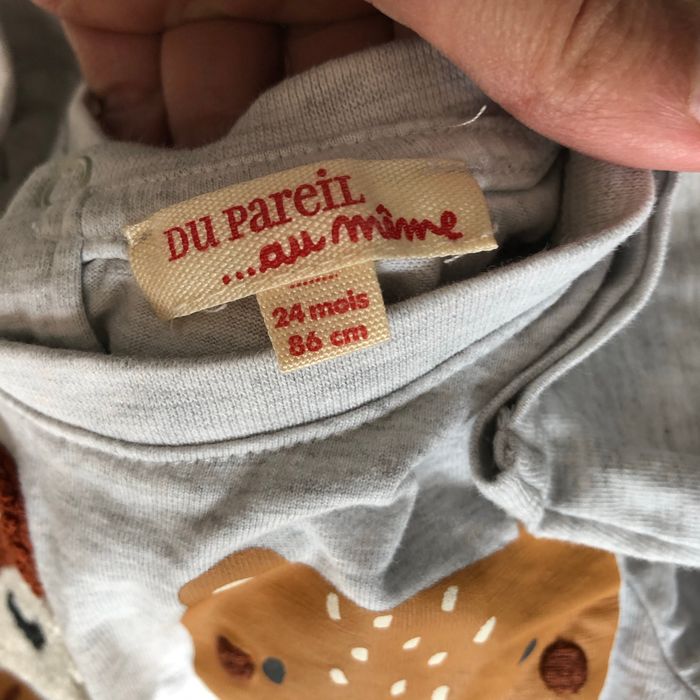 DU PAREIL
...au même
24 mois
86 cm